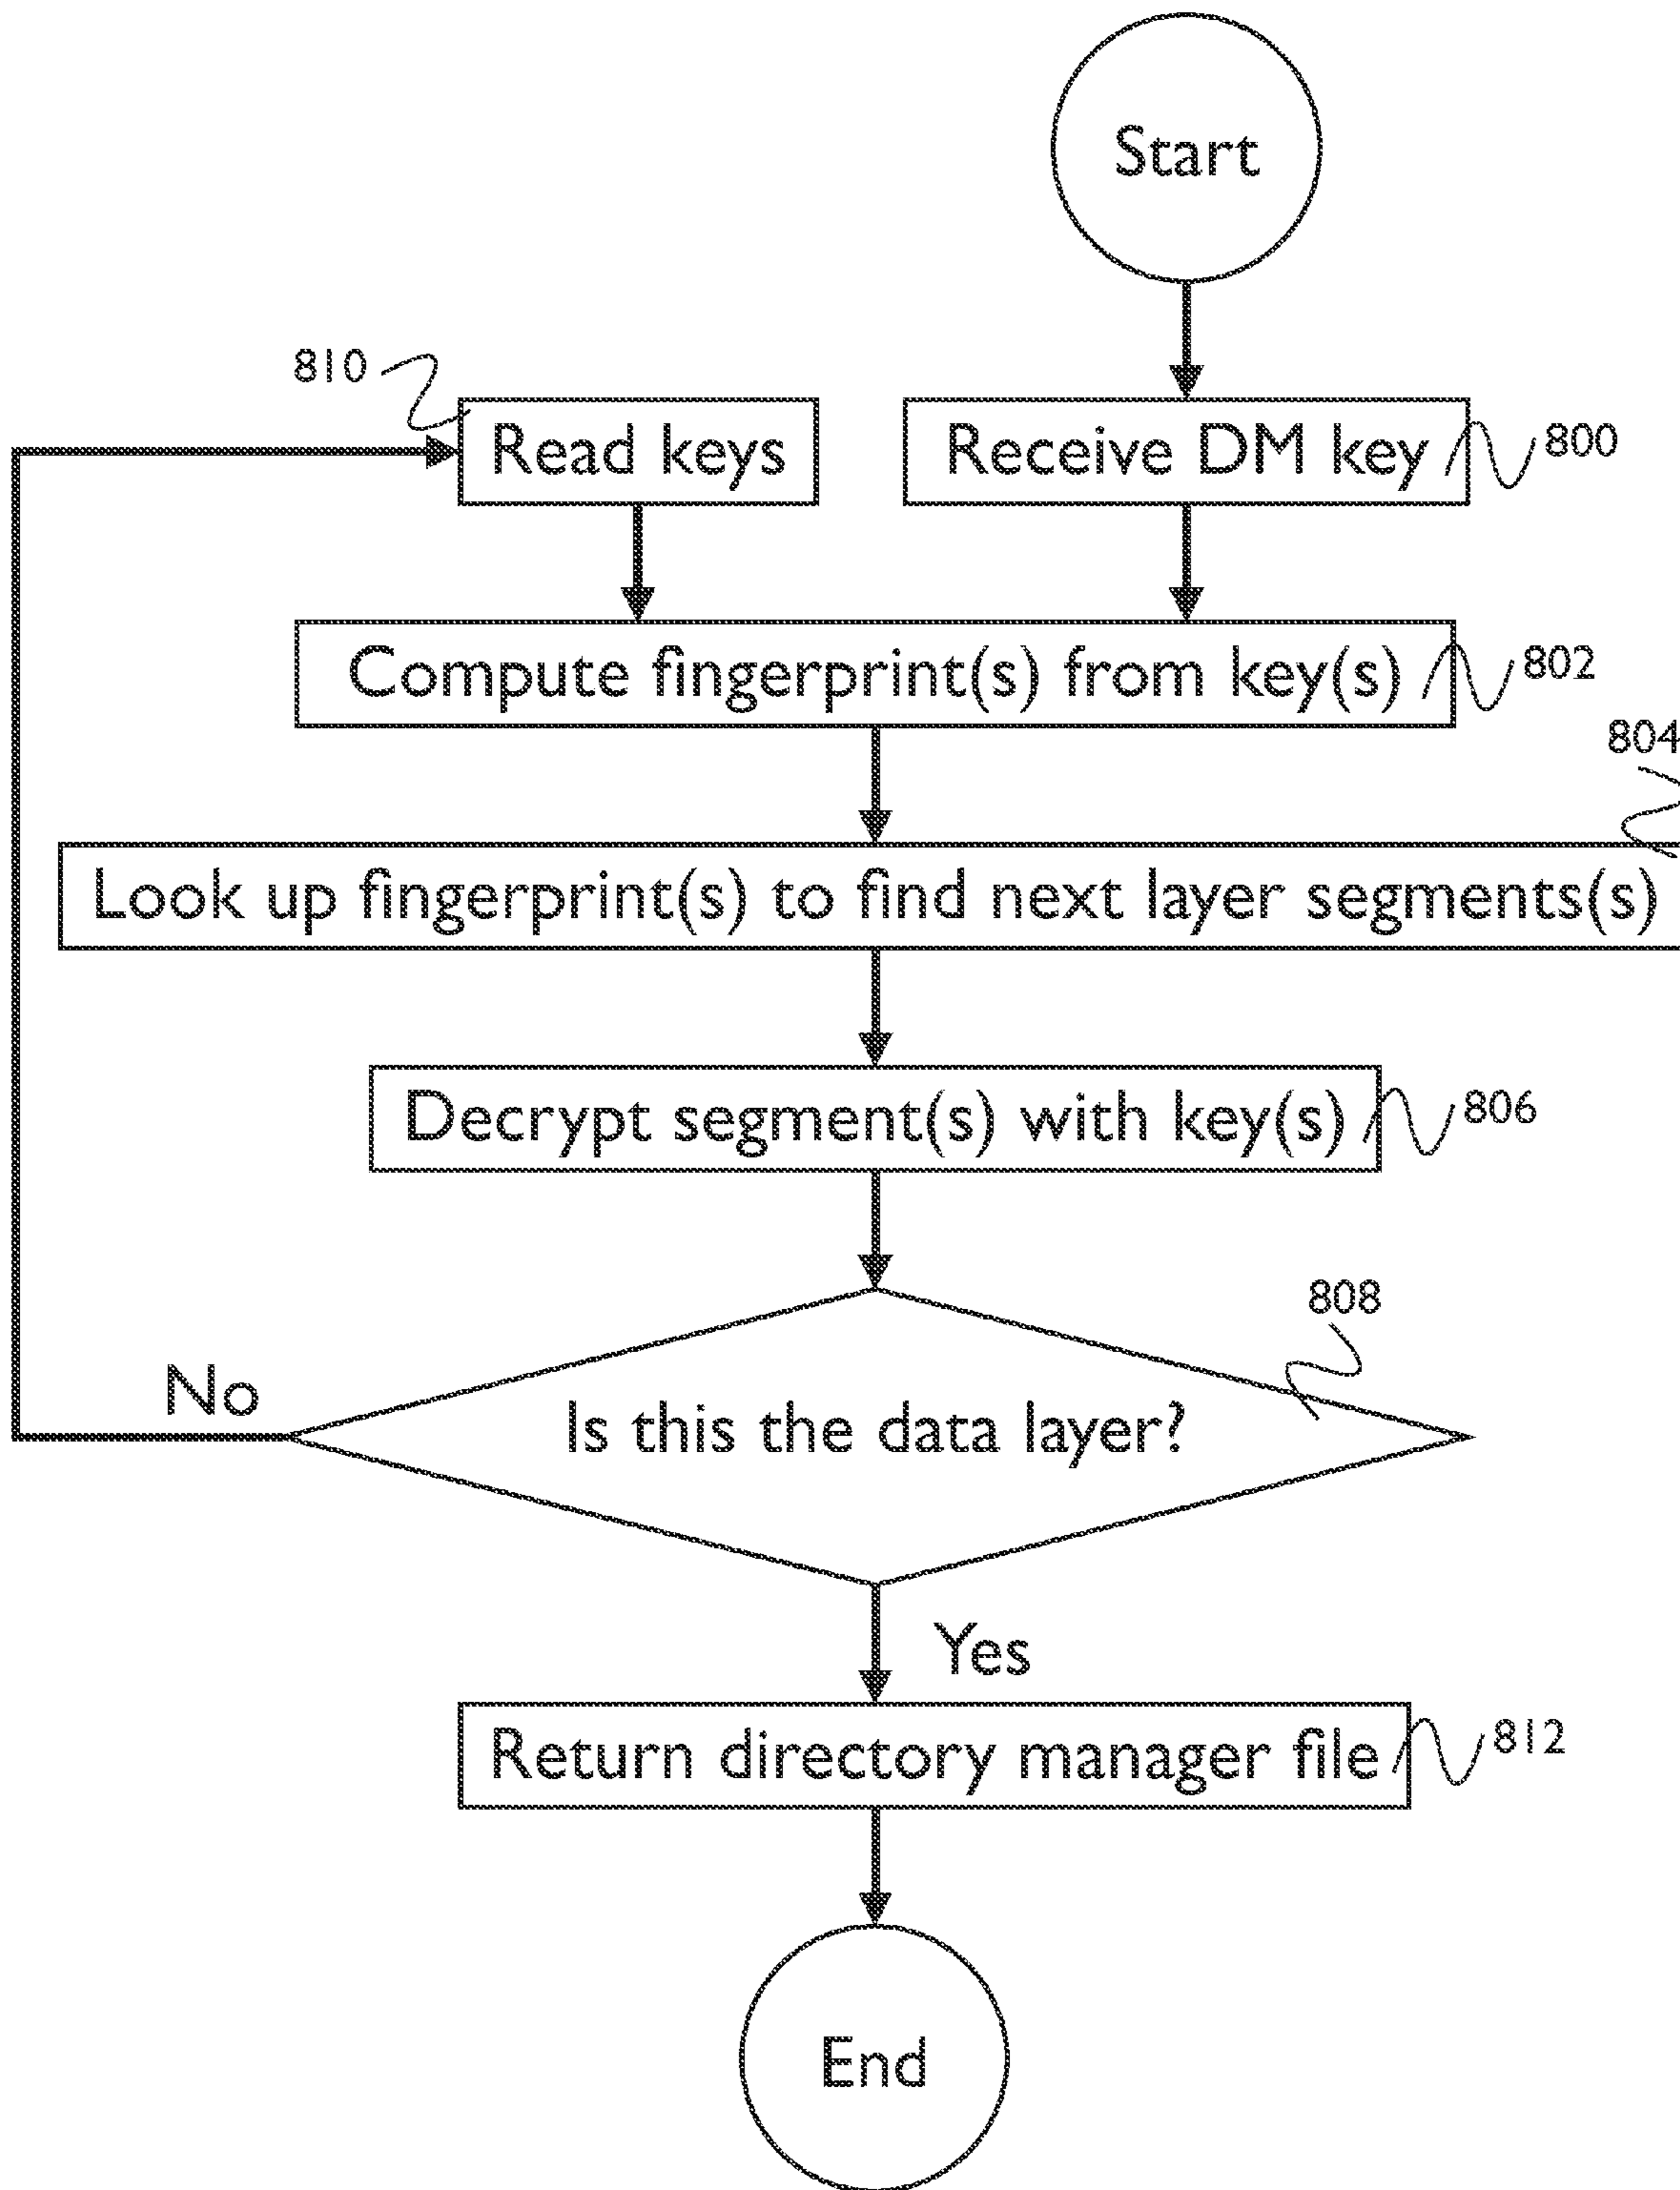 Start
810
Read keys
Receive DM key
800
Compute fingerprint(s) from key(s)
802
804
Look up fingerprint(s) to find next layer segments(s)
Decrypt segment(s) with key(s)
806
808
No
Is this the data layer?
Yes
Return directory manager file
812
End